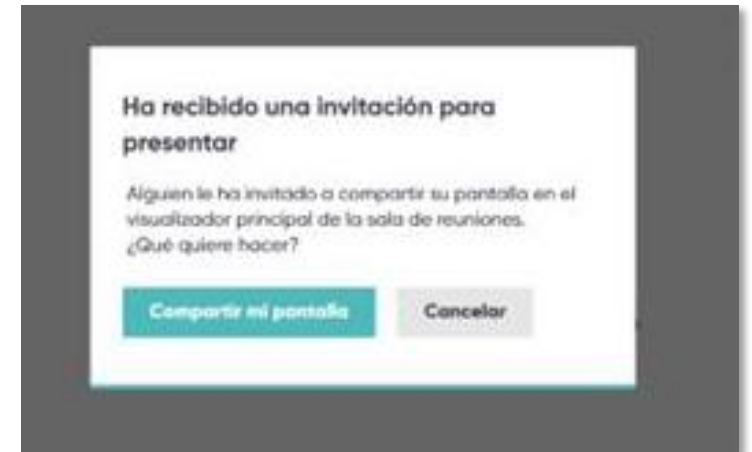 Ha recibido una invitación para
presentar
Alguien le ha invitado a compartir su pantalla en el
visualizador principal de la sala de reuniones.
¿Qué quiere hacer?
Compartir mi pantalla
Cancelar